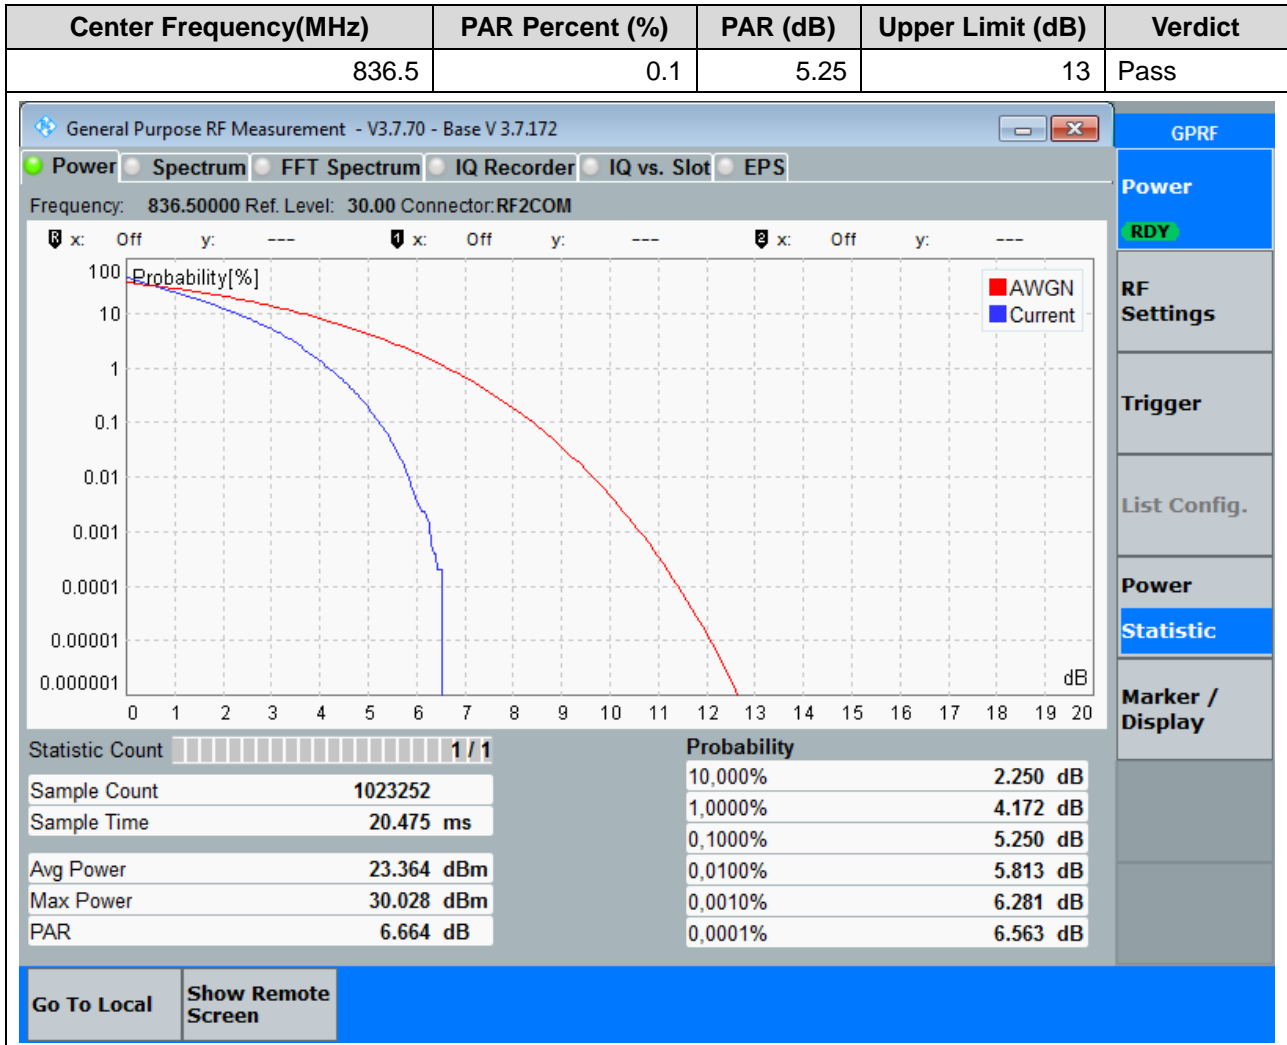 Center Frequency(MHz) PAR Percent (%) PAR (dB) Upper Limit (dB) Verdict
836.5 0.1 5.25 13 Pass
General Purpose RF Measurement - V3.7.70 - Base V 3.7.172
GPRF
Power Spectrum FFT Spectrum IQ Recorder IQ vs. Slot EPS
Power
RDY
Frequency: 836.50000 Ref. Level: 30.00 Connector: RF2COM
R x: Off y: --- 1 x: Off y: --- 2 x: Off y: ---
Probability[%]
AWGN
Current
100
10
1
0.1
0.01
0.001
0.0001
0.00001
0.000001
dB
0 1 2 3 4 5 6 7 8 9 10 11 12 13 14 15 16 17 18 19 20
RF
Settings
Trigger
List Config.
Power
Statistic
Marker /
Display
Statistic Count 1 / 1
Sample Count 1023252
Sample Time 20.475 ms
Avg Power 23.364 dBm
Max Power 30.028 dBm
PAR 6.664 dB
Probability
10,000% 2.250 dB
1,0000% 4.172 dB
0,1000% 5.250 dB
0,0100% 5.813 dB
0,0010% 6.281 dB
0,0001% 6.563 dB
Go To Local
Show Remote
Screen